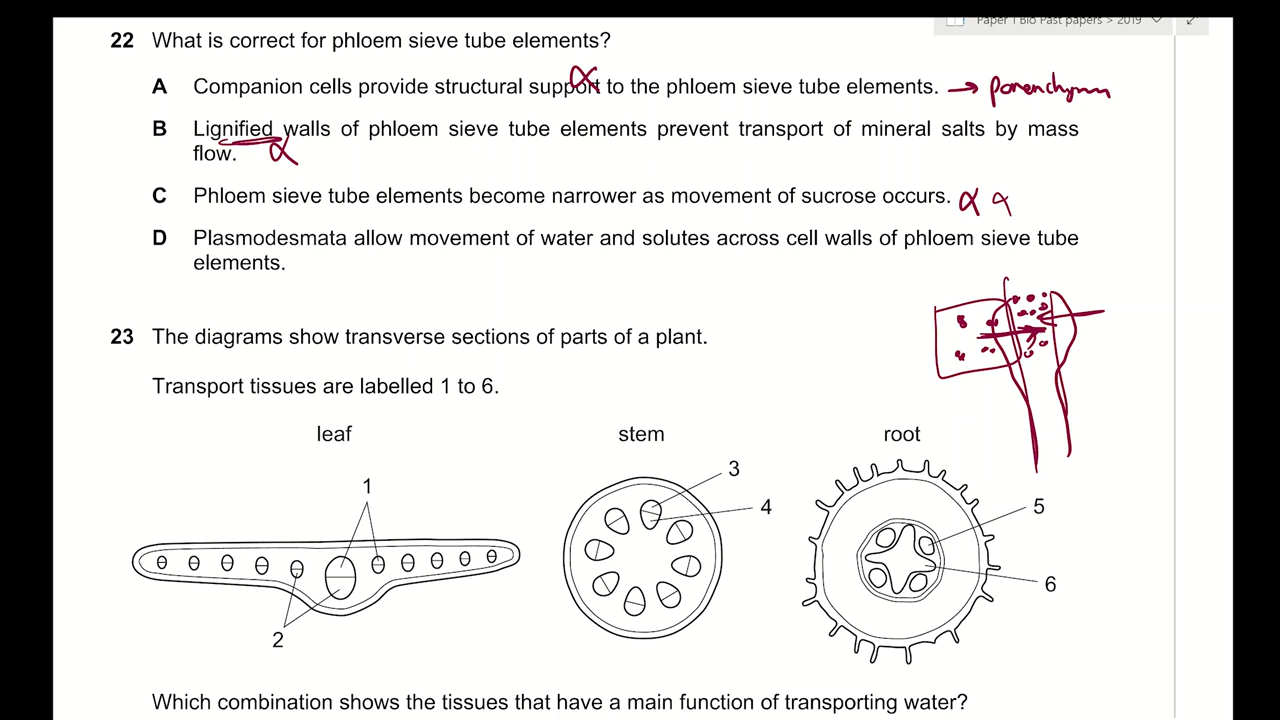 Paper 1 Bio Past papers > 2019
22 What is correct for phloem sieve tube elements?
A Companion cells provide structural support to the phloem sieve tube elements. → parenchyma
B Lignified walls of phloem sieve tube elements prevent transport of mineral salts by mass
flow.
C Phloem sieve tube elements become narrower as movement of sucrose occurs.
D Plasmodesmata allow movement of water and solutes across cell walls of phloem sieve tube
elements.
23 The diagrams show transverse sections of parts of a plant.
Transport tissues are labelled 1 to 6.
leaf stem root
1
2
3
4
5
6
Which combination shows the tissues that have a main function of transporting water?